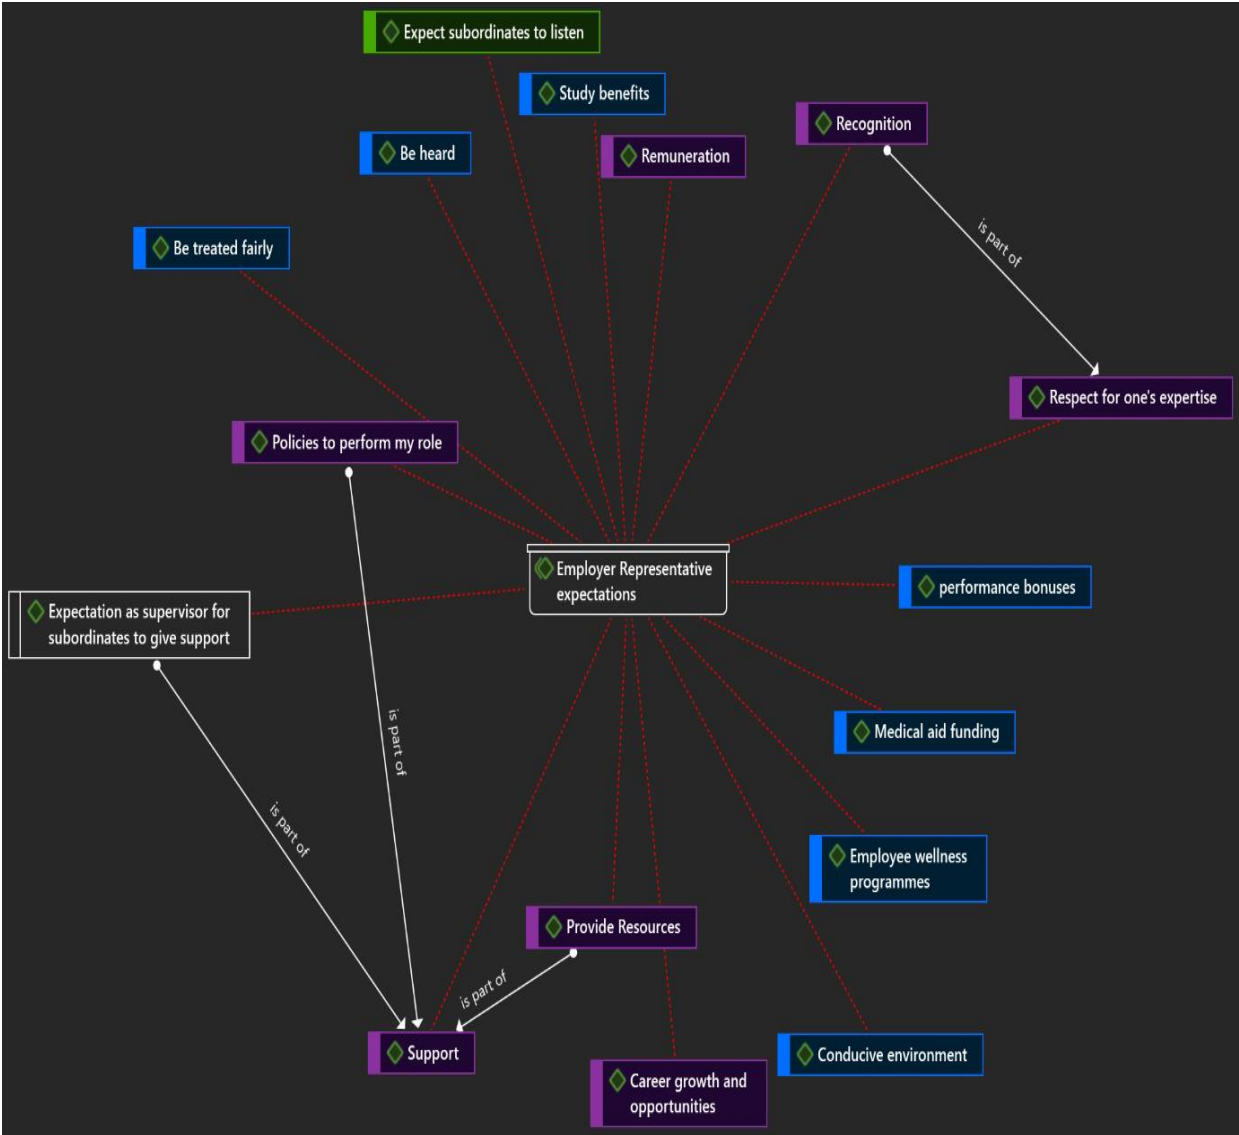 Expect subordinates to listen
Study benefits
Recognition
Be heard
Remuneration
is part of
Be treated fairly
Respect for one's expertise
Policies to perform my role
Employer Representative
expectations
performance bonuses
Expectation as supervisor for
subordinates to give support
is part of
Medical aid funding
is part of
Employee wellness
programmes
Provide Resources
is part of
Support
Conducive environment
Career growth and
opportunities